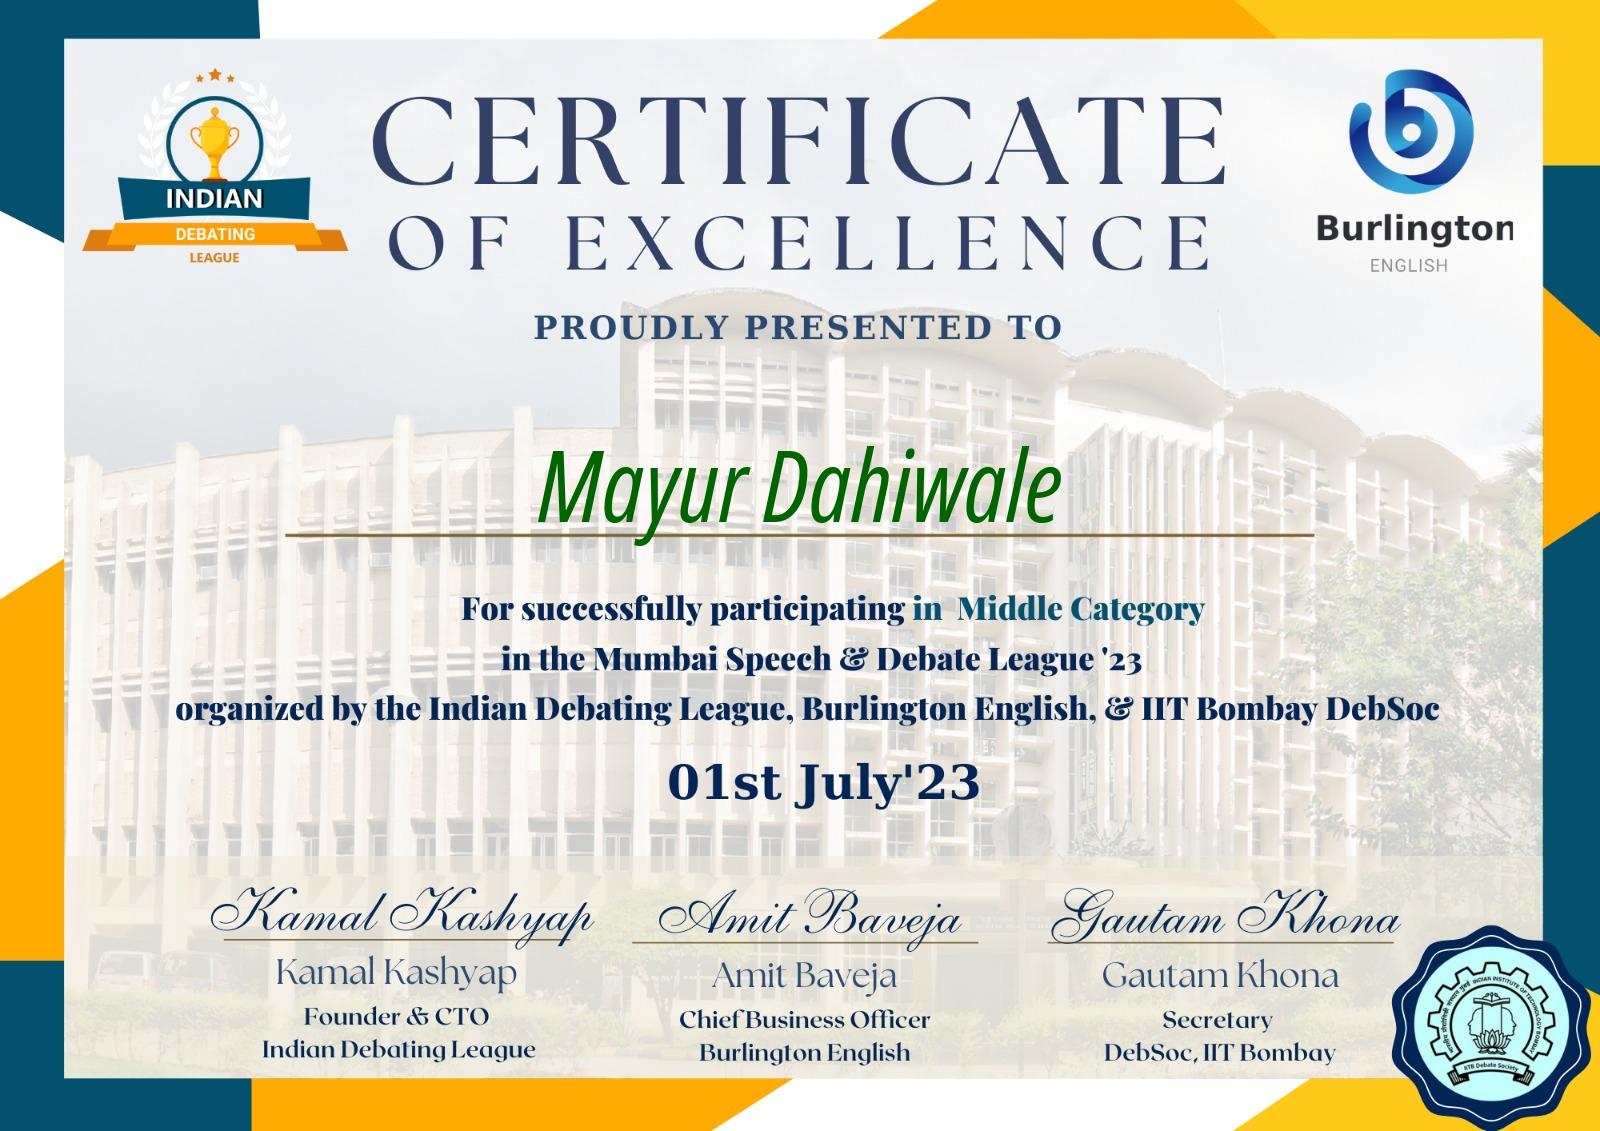 INDIAN
DEBATING
LEAGUE
CERTIFICATE
OF EXCELLENCE
Burlington
ENGLISH
PROUDLY PRESENTED TO
Mayur Dahiwale
For successfully participating in Middle Category
in the Mumbai Speech & Debate League '23
organized by the Indian Debating League, Burlington English, & IIT Bombay DebSoc
01st July'23
Kamal Kashyap
Kamal Kashyap
Founder & CTO
Indian Debating League
Amit Baveja
Amit Baveja
Chief Business Officer
Burlington English
Gautam Khona
Gautam Khona
Secretary
DebSoc, IIT Bombay
INDIAN INSTITUTE OF TECHNOLOGY BOMBAY
IITB Debate Society